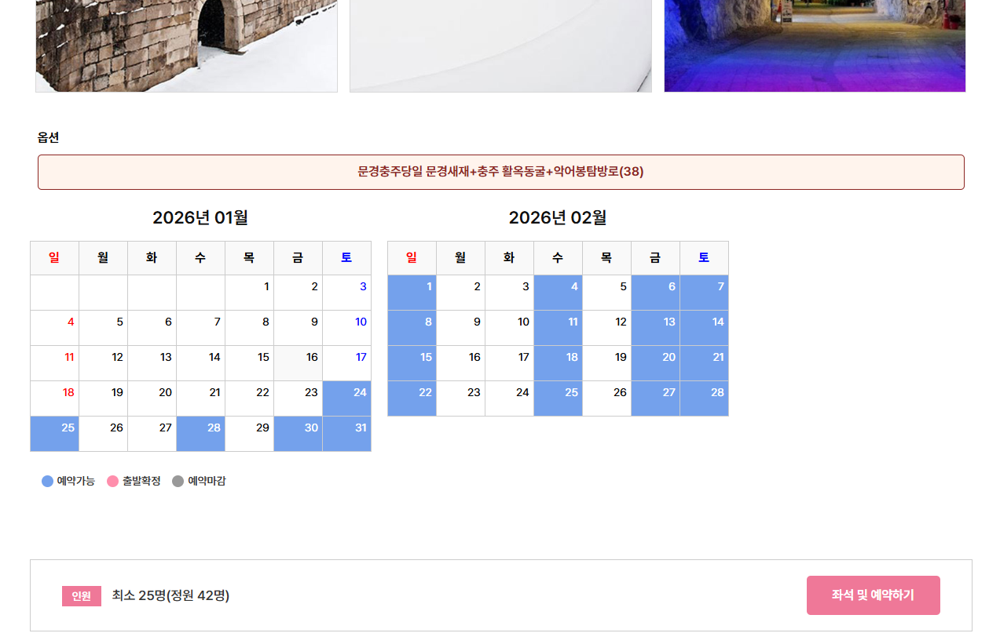 옵션
문경충주당일 문경새재+충주 활옥동굴+악어봉탐방로(38)
2026년 01월
일 월 화 수 목 금 토
1 2 3
4 5 6 7 8 9 10
11 12 13 14 15 16 17
18 19 20 21 22 23 24
25 26 27 28 29 30 31
2026년 02월
일 월 화 수 목 금 토
1 2 3 4 5 6 7
8 9 10 11 12 13 14
15 16 17 18 19 20 21
22 23 24 25 26 27 28
예약가능 출발확정 예약마감
인원 최소 25명(정원 42명)
좌석 및 예약하기